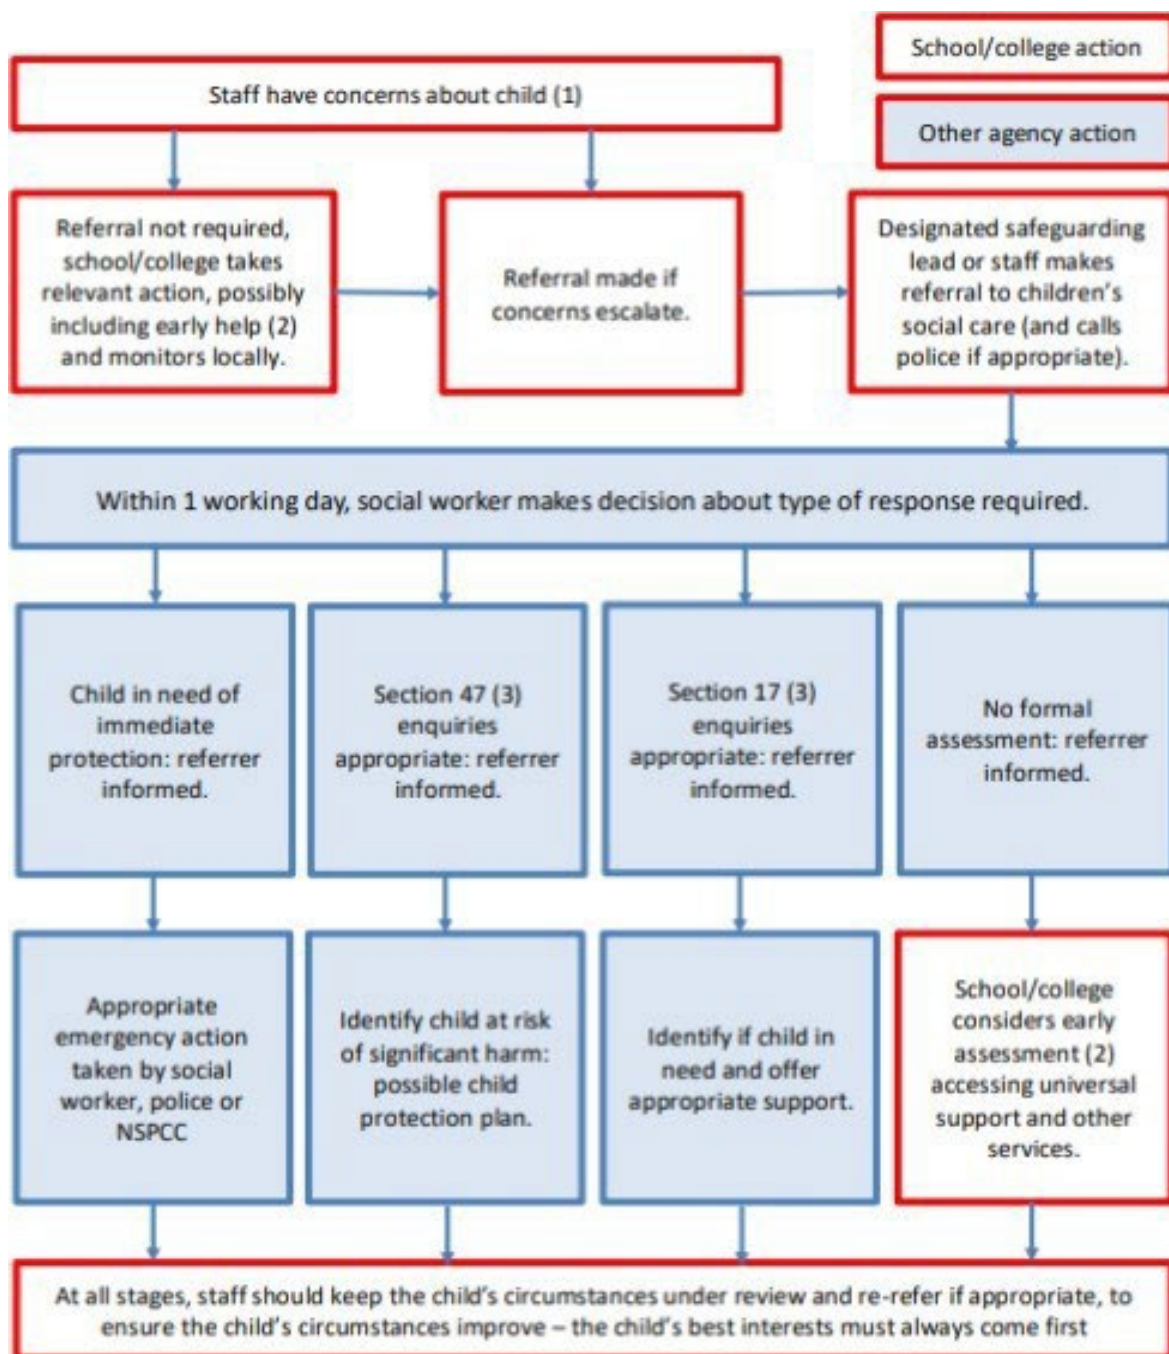 School/college action
Staff have concerns about child (1)
Other agency action
Referral not required,
school/college takes
relevant action, possibly
including early help (2)
and monitors locally.
Referral made if
concerns escalate.
Designated safeguarding
lead or staff makes
referral to children's
social care (and calls
police if appropriate).
Within 1 working day, social worker makes decision about type of response required.
Child in need of
immediate
protection: referrer
informed.
Section 47 (3)
enquiries
appropriate: referrer
informed.
Section 17 (3)
enquiries
appropriate: referrer
informed.
No formal
assessment: referrer
informed.
Appropriate
emergency action
taken by social
worker, police or
NSPCC
Identify child at risk
of significant harm:
possible child
protection plan.
Identify if child in
need and offer
appropriate support.
School/college
considers early
assessment (2)
accessing universal
support and other
services.
At all stages, staff should keep the child's circumstances under review and re-refer if appropriate, to
ensure the child's circumstances improve – the child's best interests must always come first